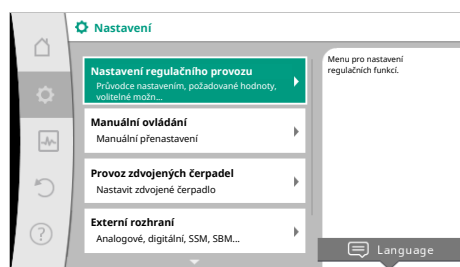 Nastavení
Nastavení regulačního provozu
Průvodce nastavením, požadované hodnoty,
volitelné možn...
Manuální ovládání
Manuální přenastavení
Provoz zdvojených čerpadel
Nastavit zdvojené čerpadlo
Externí rozhraní
Analogové, digitální, SSM, SBM...
Menu pro nastavení
regulačních funkcí.
Language